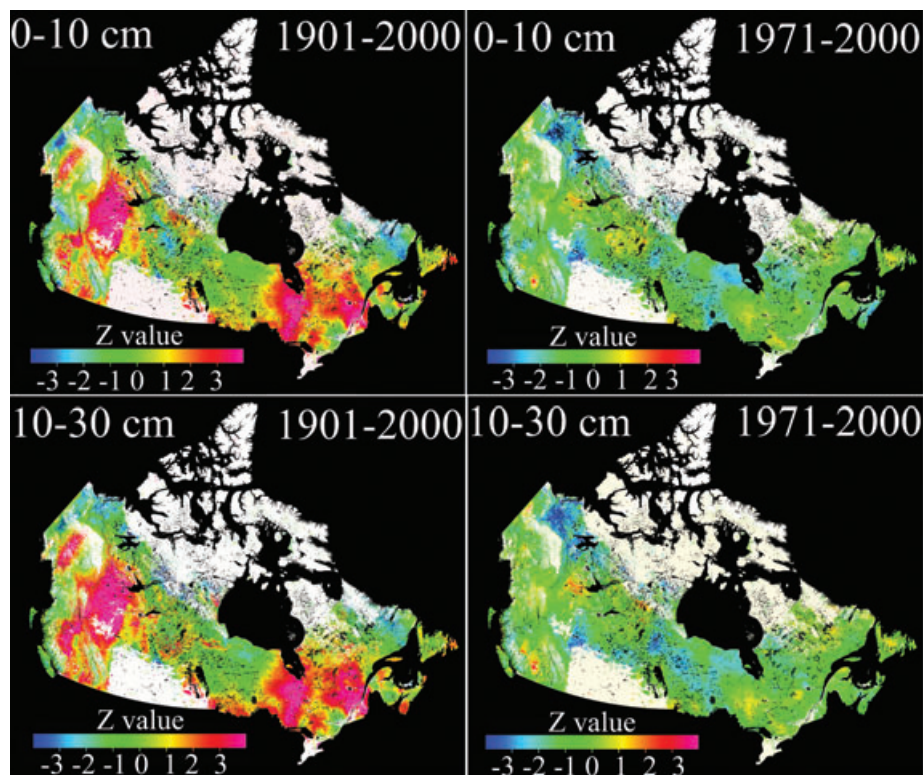 0-10 cm 1901-2000
Z value
-3 -2 -1 0 1 2 3
0-10 cm 1971-2000
Z value
-3 -2 -1 0 1 2 3
10-30 cm 1901-2000
Z value
-3 -2 -1 0 1 2 3
10-30 cm 1971-2000
Z value
-3 -2 -1 0 1 2 3